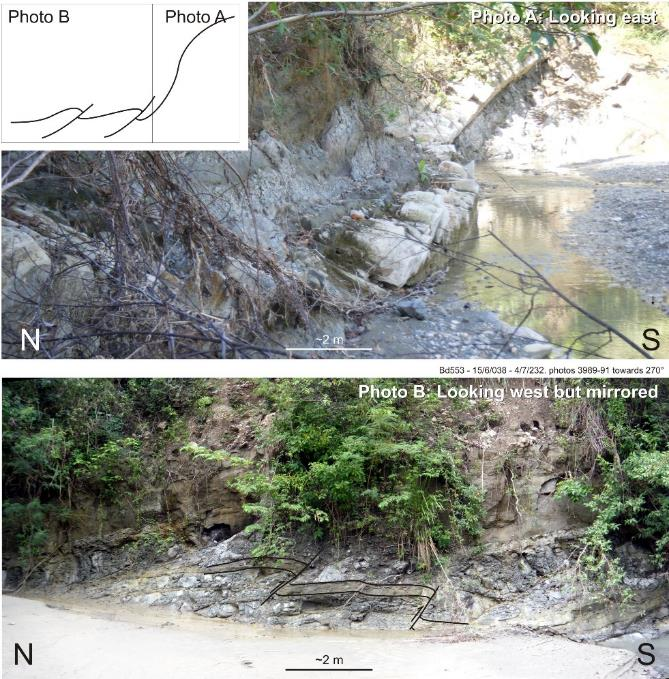 Photo B
Photo A
Photo A: Looking east
N
S
~2 m
Bd553 - 15/6/038 - 4/7/232. photos 3989-91 towards 270°
Photo B: Looking west but mirrored
N
S
~2 m